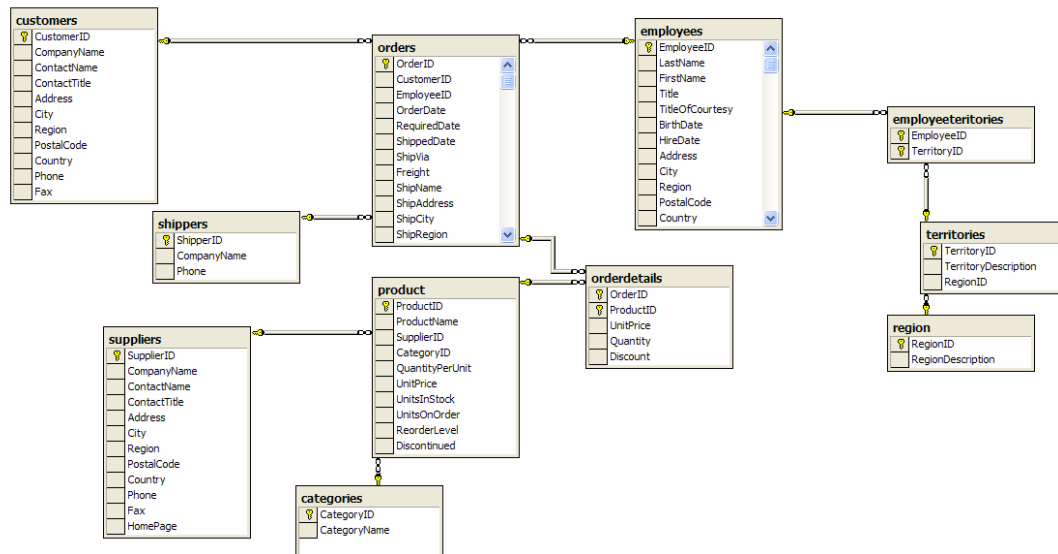 customers
CustomerID
CompanyName
ContactName
ContactTitle
Address
City
Region
PostalCode
Country
Phone
Fax
orders
OrderID
CustomerID
EmployeeID
OrderDate
RequiredDate
ShippedDate
ShipVia
Freight
ShipName
ShipAddress
ShipCity
ShipRegion
employees
EmployeeID
LastName
FirstName
Title
TitleOfCourtesy
BirthDate
HireDate
Address
City
Region
PostalCode
Country
employeeteritories
EmployeeID
TerritoryID
shippers
ShipperID
CompanyName
Phone
territories
TerritoryID
TerritoryDescription
RegionID
product
ProductID
ProductName
SupplierID
CategoryID
QuantityPerUnit
UnitPrice
UnitsInStock
UnitsOnOrder
ReorderLevel
Discontinued
orderdetails
OrderID
ProductID
UnitPrice
Quantity
Discount
region
RegionID
RegionDescription
suppliers
SupplierID
CompanyName
ContactName
ContactTitle
Address
City
Region
PostalCode
Country
Phone
Fax
HomePage
categories
CategoryID
CategoryName